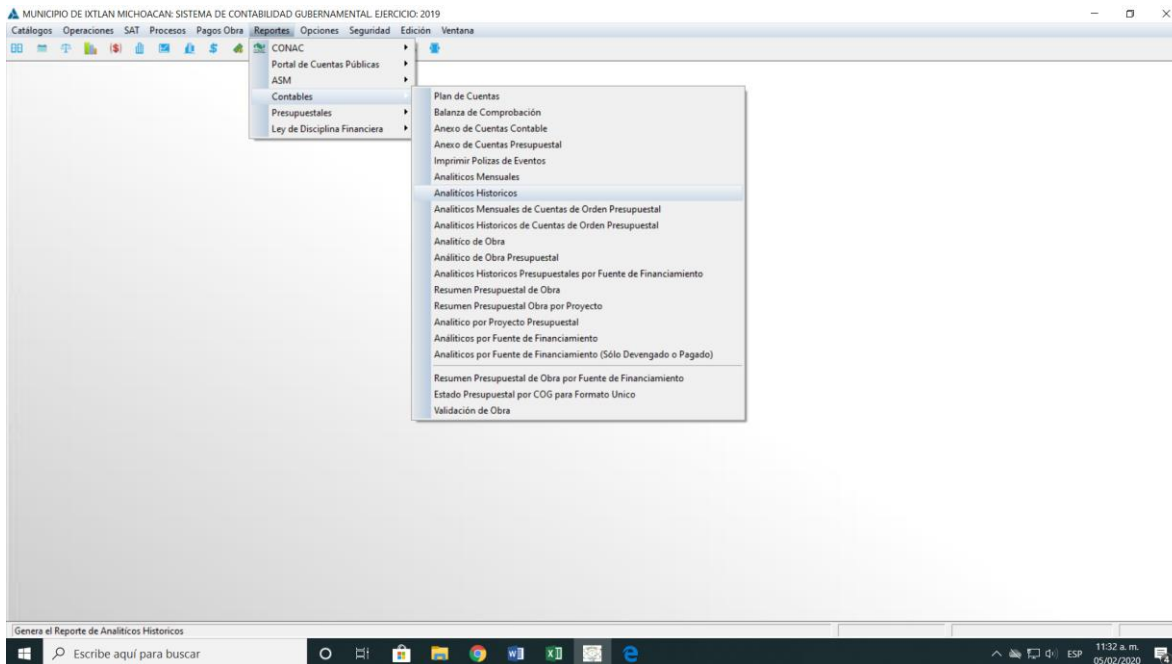 MUNICIPIO DE IXTLAN MICHOACAN: SISTEMA DE CONTABILIDAD GUBERNAMENTAL. EJERCICIO: 2019
Catálogos Operaciones SAT Procesos Pagos Obra Reportes Opciones Seguridad Edición Ventana
CONAC
Portal de Cuentas Públicas
ASM
Contables
Presupuestales
Ley de Disciplina Financiera
Plan de Cuentas
Balanza de Comprobación
Anexo de Cuentas Contable
Anexo de Cuentas Presupuestal
Imprimir Polizas de Eventos
Analiticos Mensuales
Analitícos Historicos
Analiticos Mensuales de Cuentas de Orden Presupuestal
Analiticos Historicos de Cuentas de Orden Presupuestal
Analitíco de Obra
Análitico de Obra Presupuestal
Analiticos Historicos Presupuestales por Fuente de Financiamiento
Resumen Presupuestal de Obra
Resumen Presupuestal Obra por Proyecto
Analitico por Proyecto Presupuestal
Análiticos por Fuente de Financiamiento
Analiticos por Fuente de Financiamiento (Sólo Devengado o Pagado)
Resumen Presupuestal de Obra por Fuente de Financiamiento
Estado Presupuestal por COG para Formato Unico
Validación de Obra
Genera el Reporte de Analitícos Historicos
Escribe aquí para buscar
ESP
11:32 a. m.
05/02/2020